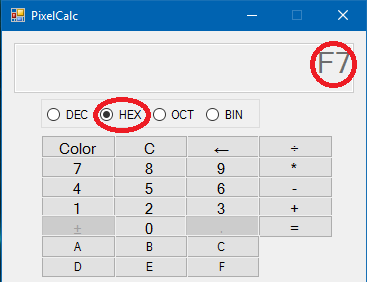 PixelCalc
F7
DEC HEX OCT BIN
Color C ← ÷
7 8 9 *
4 5 6 -
1 2 3 +
± 0 . =
A B C
D E F